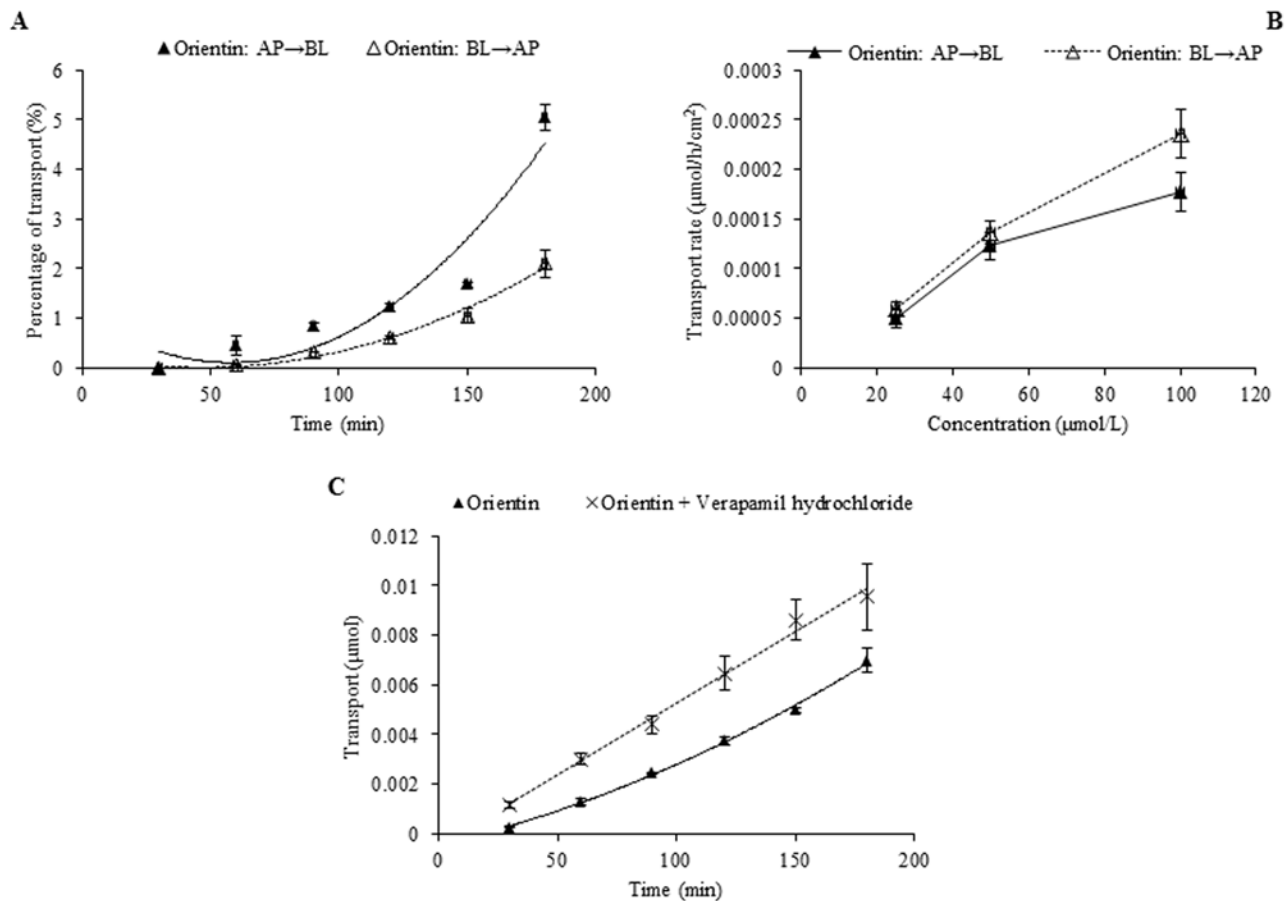 A
B
Orientin: AP→BL
Orientin: BL→AP
6
5
4
3
2
1
0
Percentage of transport (%)
0
50
100
150
200
Time (min)
Orientin: AP→BL
Orientin: BL→AP
0.0003
0.00025
0.0002
0.00015
0.0001
0.00005
0
Transport rate (μmol/h/cm²)
0
20
40
60
80
100
120
Concentration (μmol/L)
C
Orientin
Orientin + Verapamil hydrochloride
0.012
0.01
0.008
0.006
0.004
0.002
0
Transport (μmol)
0
50
100
150
200
Time (min)